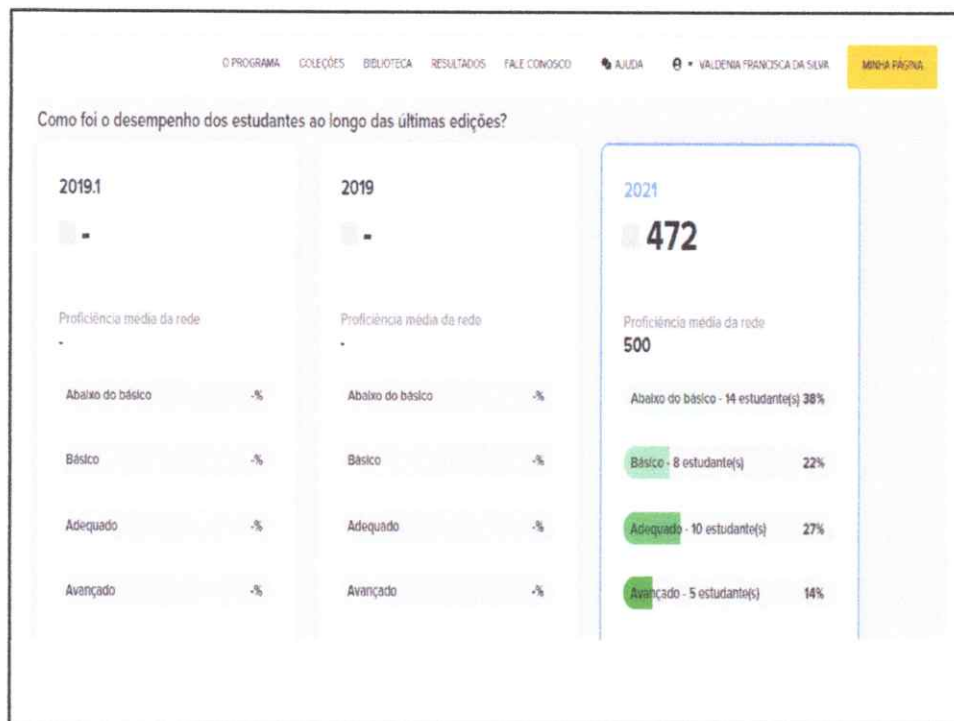 O PROGRAMA COLEÇÕES BIBLIOTECA RESULTADOS FALE CONOSCO AJUDA VALDENIA FRANCISCA DA SILVA MINHA PÁGINA
Como foi o desempenho dos estudantes ao longo das últimas edições?
2019.1
-
Proficiência média da rede
-
Abaixo do básico -%
Básico -%
Adequado -%
Avançado -%
2019
-
Proficiência média da rede
-
Abaixo do básico -%
Básico -%
Adequado -%
Avançado -%
2021
472
Proficiência média da rede
500
Abaixo do básico - 14 estudante(s) 38%
Básico - 8 estudante(s) 22%
Adequado - 10 estudante(s) 27%
Avançado - 5 estudante(s) 14%